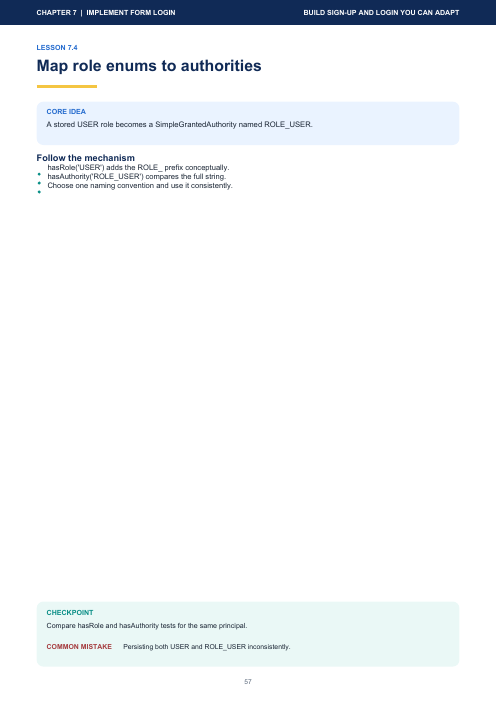 CHAPTER 7 | IMPLEMENT FORM LOGIN
BUILD SIGN-UP AND LOGIN YOU CAN ADAPT
LESSON 7.4
Map role enums to authorities
CORE IDEA
A stored USER role becomes a SimpleGrantedAuthority named ROLE_USER.
Follow the mechanism
hasRole('USER') adds the ROLE_ prefix conceptually.
hasAuthority('ROLE_USER') compares the full string.
Choose one naming convention and use it consistently.
CHECKPOINT
Compare hasRole and hasAuthority tests for the same principal.
COMMON MISTAKE Persisting both USER and ROLE_USER inconsistently.
57